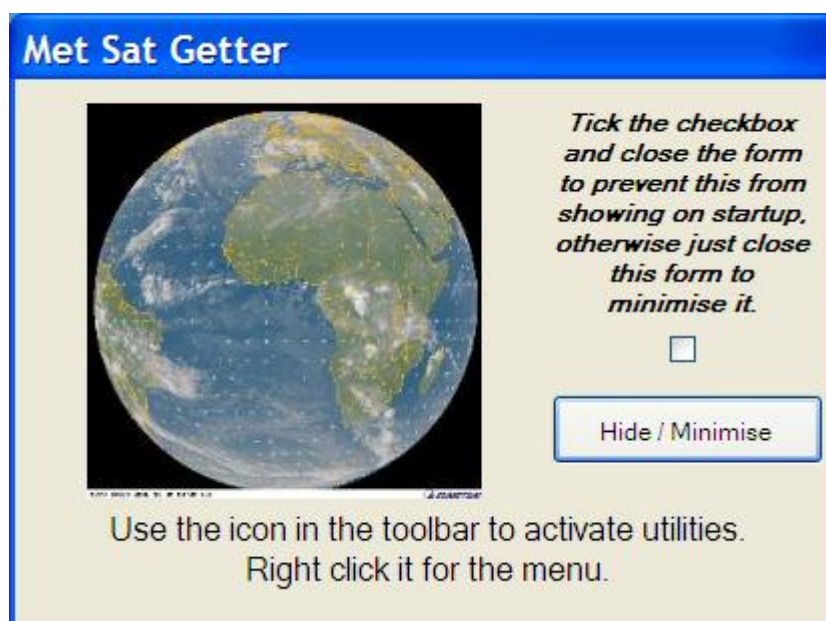 Met Sat Getter
Tick the checkbox
and close the form
to prevent this from
showing on startup,
otherwise just close
this form to
minimise it.
Hide / Minimise
Use the icon in the toolbar to activate utilities.
Right click it for the menu.